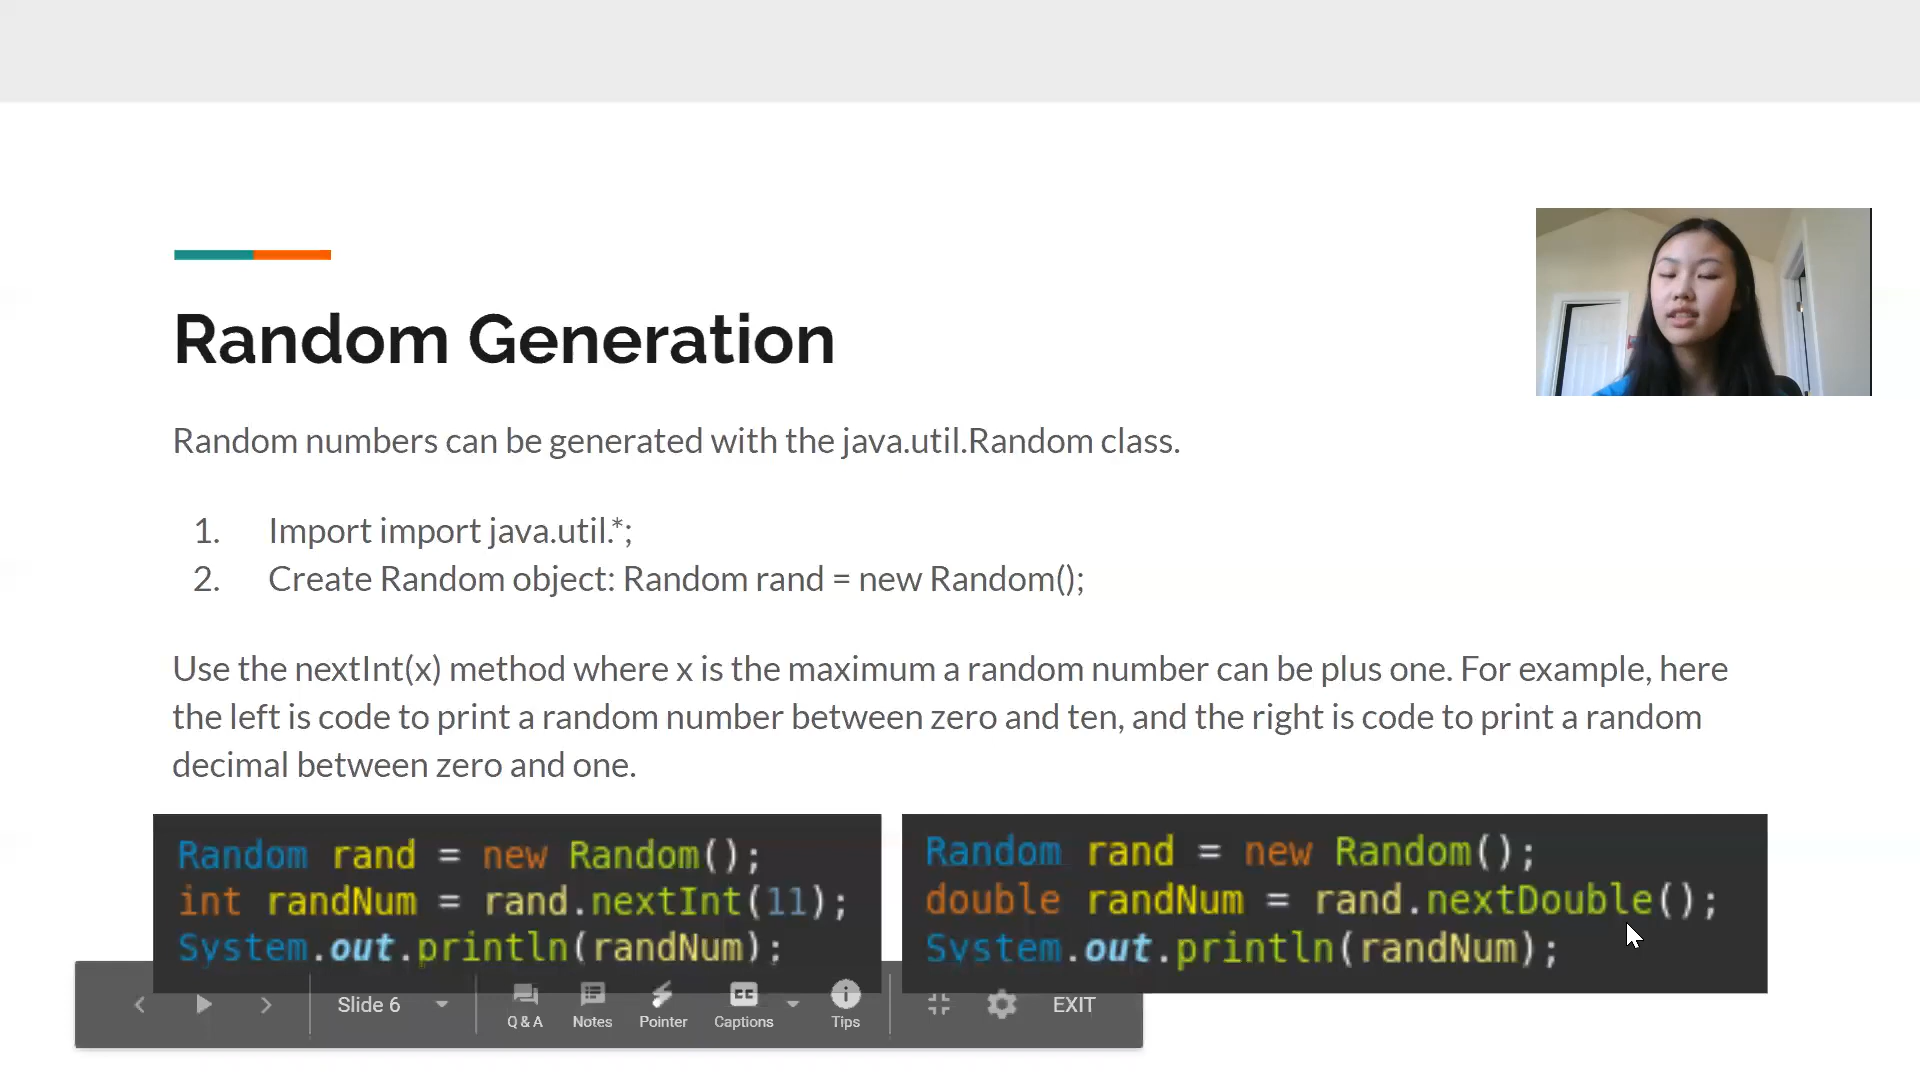 Random Generation
Random numbers can be generated with the java.util.Random class.
1. Import import java.util.*;
2. Create Random object: Random rand = new Random();
Use the nextInt(x) method where x is the maximum a random number can be plus one. For example, here
the left is code to print a random number between zero and ten, and the right is code to print a random
decimal between zero and one.
Random rand = new Random();
int randNum = rand.nextInt(11);
System.out.println(randNum);
Random rand = new Random();
double randNum = rand.nextDouble();
System.out.println(randNum);
Slide 6
Q & A
Notes
Pointer
CC
Captions
Tips
EXIT